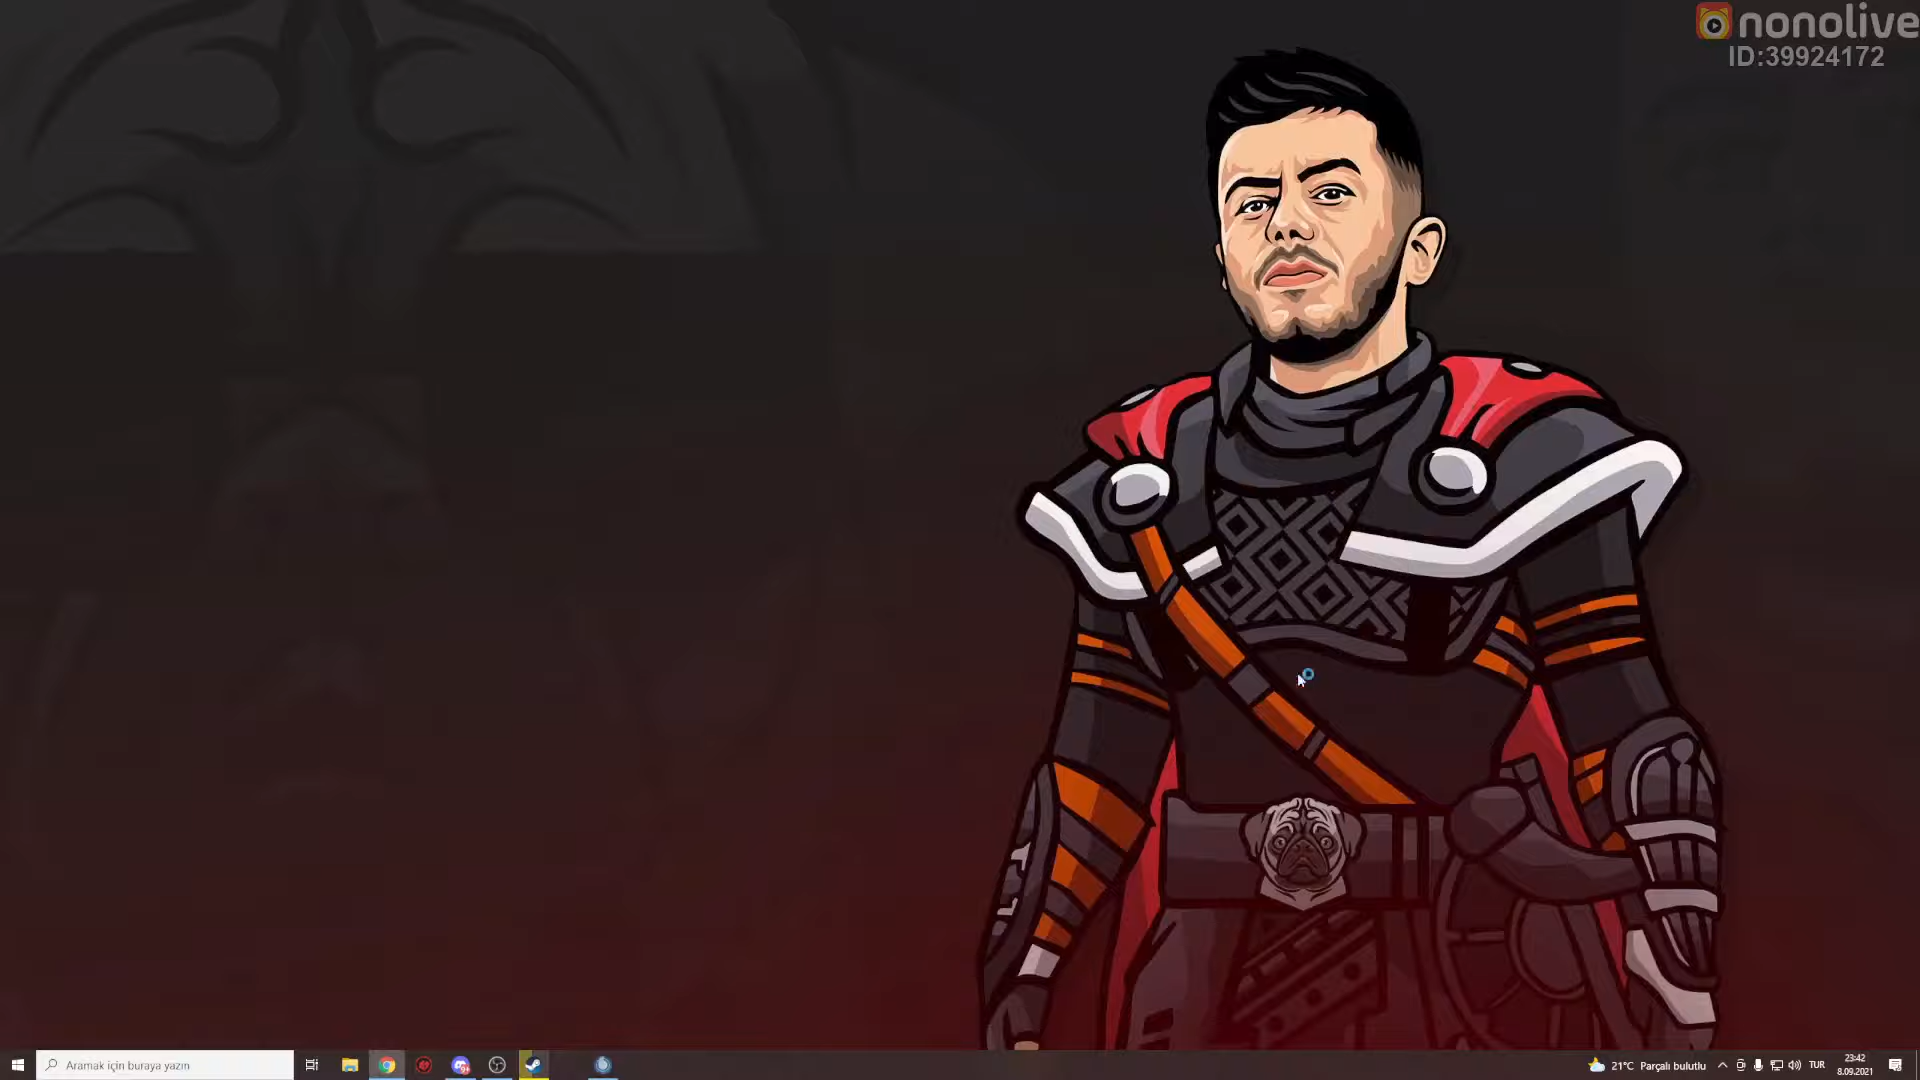 nonolive
ID:39924172
Aramak için buraya yazın
21°C Parçalı bulutlu
TUR
23:42
8.09.2021